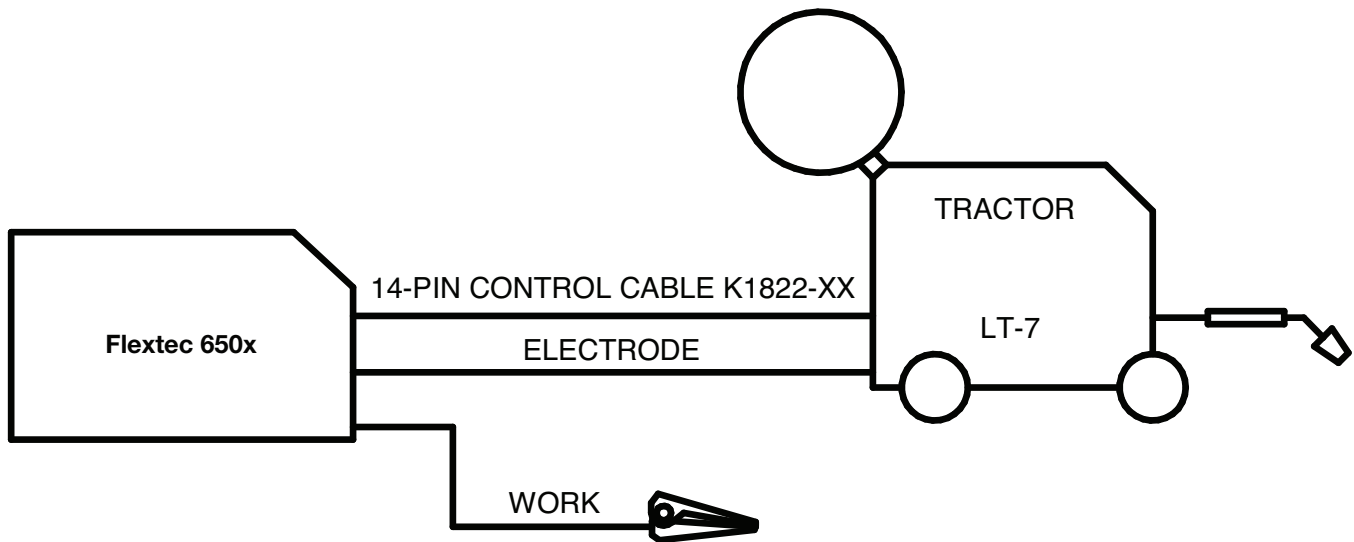 TRACTOR
14-PIN CONTROL CABLE K1822-XX
LT-7
Flextec 650x
ELECTRODE
WORK